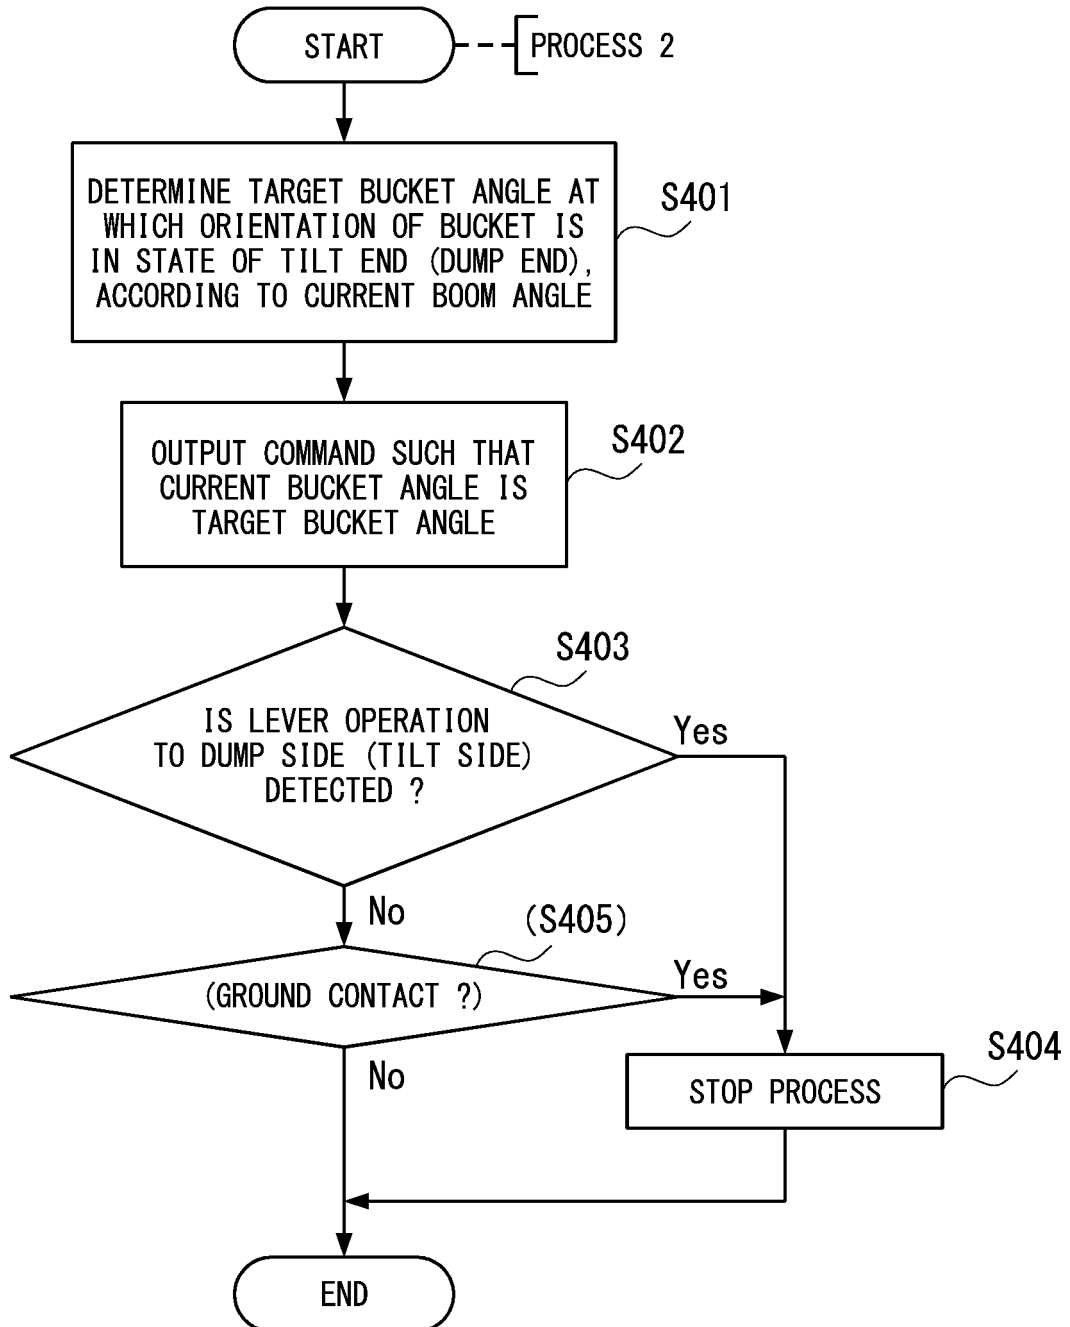 START
PROCESS 2
DETERMINE TARGET BUCKET ANGLE AT
WHICH ORIENTATION OF BUCKET IS
IN STATE OF TILT END (DUMP END),
ACCORDING TO CURRENT BOOM ANGLE
S401
OUTPUT COMMAND SUCH THAT
CURRENT BUCKET ANGLE IS
TARGET BUCKET ANGLE
S402
S403
IS LEVER OPERATION
TO DUMP SIDE (TILT SIDE)
DETECTED ?
Yes
No
(S405)
(GROUND CONTACT ?)
Yes
No
S404
STOP PROCESS
END